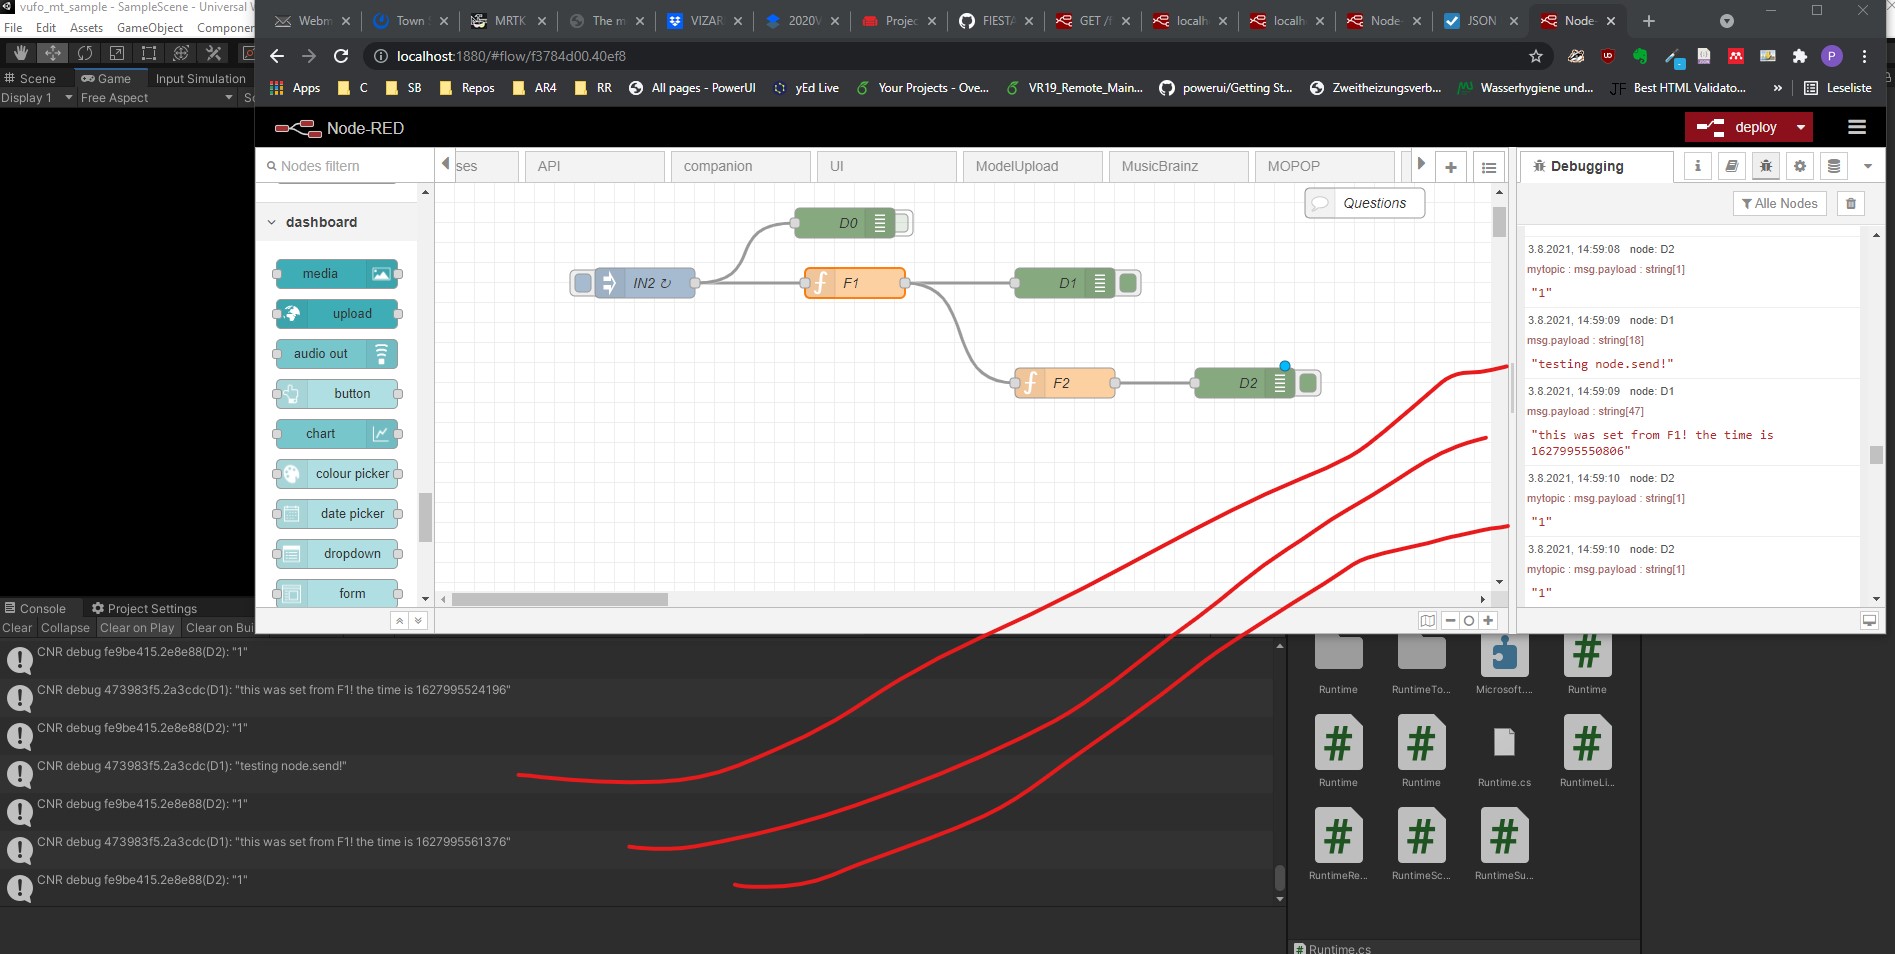 vufo_mt_sample - SampleScene - Universal W
File Edit Assets GameObject Componen
Scene Game Input Simulation
Display 1 Free Aspect Sc
Webm Town S MRTK The m VIZAR 2020V Projec FIESTA GET /f localh localh Node- JSON Node-
localhost:1880/#flow/f3784d00.40ef8
Apps C SB Repos AR4 RR All pages - PowerUI yEd Live Your Projects - Ove... VR19_Remote_Main... powerui/Getting St... Zweitheizungsverb... Wasserhygiene und... JF Best HTML Validato... » Leseliste
Node-RED deploy
Nodes filtern
ses API companion UI ModelUpload MusicBrainz MOPOP
Debugging
Alle Nodes
dashboard
media
upload
audio out
button
chart
colour picker
date picker
dropdown
form
Questions
D0
IN2 ↻ F1 D1
F2 D2
3.8.2021, 14:59:08 node: D2
mytopic : msg.payload : string[1]
"1"
3.8.2021, 14:59:09 node: D1
msg.payload : string[18]
"testing node.send!"
3.8.2021, 14:59:09 node: D1
msg.payload : string[47]
"this was set from F1! the time is
1627995550806"
3.8.2021, 14:59:10 node: D2
mytopic : msg.payload : string[1]
"1"
3.8.2021, 14:59:10 node: D2
mytopic : msg.payload : string[1]
"1"
Console Project Settings
Clear Collapse Clear on Play Clear on Bui
CNR debug fe9be415.2e8e88(D2): "1"
CNR debug 473983f5.2a3cdc(D1): "this was set from F1! the time is 1627995524196"
CNR debug fe9be415.2e8e88(D2): "1"
CNR debug 473983f5.2a3cdc(D1): "testing node.send!"
CNR debug fe9be415.2e8e88(D2): "1"
CNR debug 473983f5.2a3cdc(D1): "this was set from F1! the time is 1627995561376"
CNR debug fe9be415.2e8e88(D2): "1"
Runtime RuntimeTo... Microsoft.... Runtime
Runtime Runtime Runtime.cs RuntimeLi...
RuntimeRe... RuntimeSc... RuntimeSu...
Runtime.cs